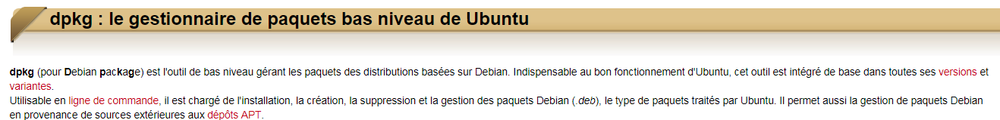 dpkg : le gestionnaire de paquets bas niveau de Ubuntu
dpkg (pour Debian package) est l'outil de bas niveau gérant les paquets des distributions basées sur Debian. Indispensable au bon fonctionnement d'Ubuntu, cet outil est intégré de base dans toutes ses versions et
variantes.
Utilisable en ligne de commande, il est chargé de l'installation, la création, la suppression et la gestion des paquets Debian (.deb), le type de paquets traités par Ubuntu. Il permet aussi la gestion de paquets Debian
en provenance de sources extérieures aux dépôts APT.